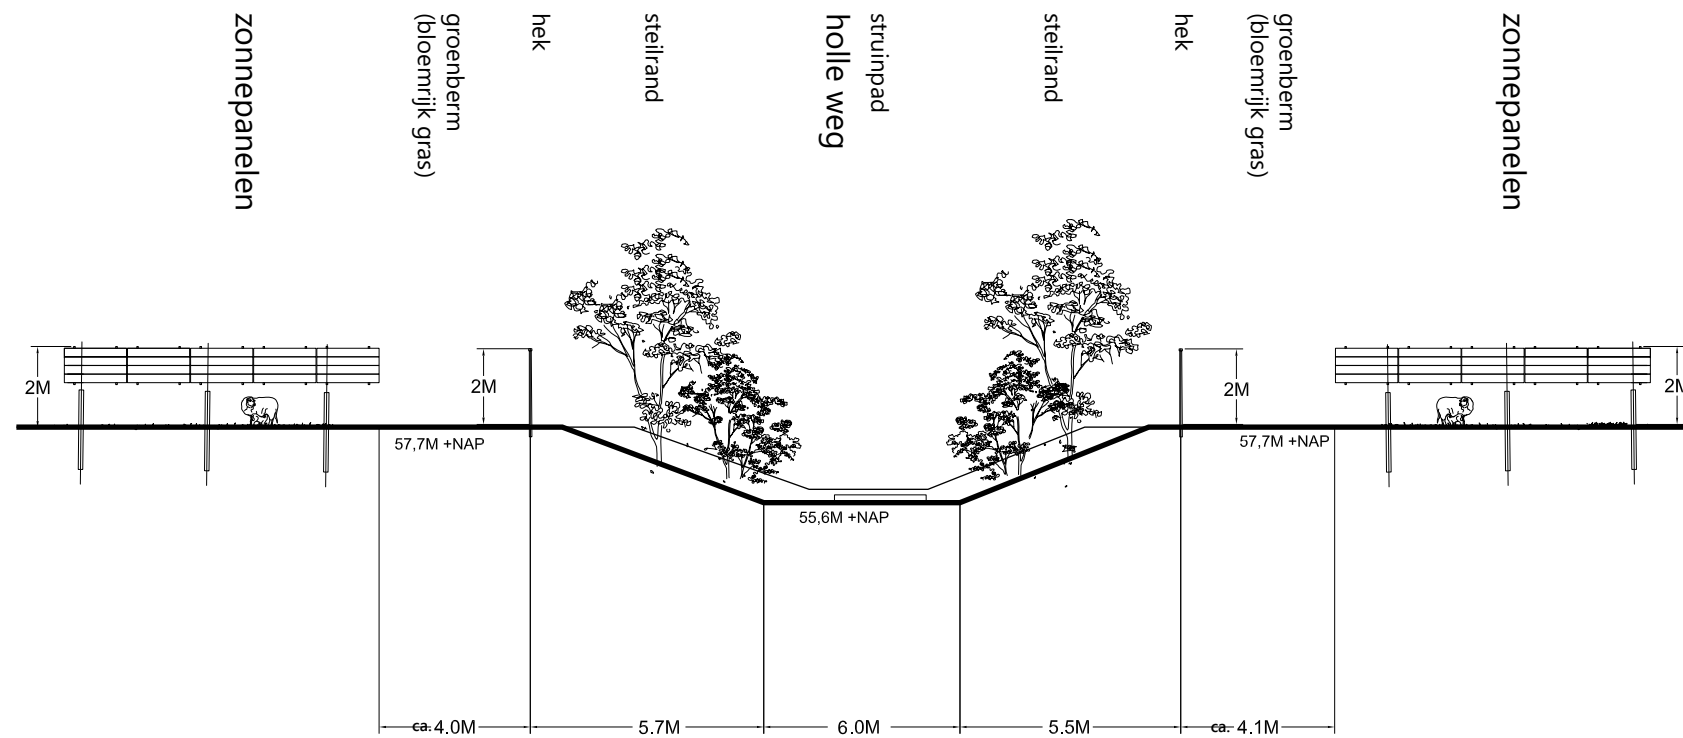 zonnepanelen
groenberm
(bloemrijk gras)
hek
steilrand
struinpad
holle weg
steilrand
hek
groenberm
(bloemrijk gras)
zonnepanelen
2M
2M
2M
2M
57,7M +NAP
57,7M +NAP
55,6M +NAP
ca. 4.0M
5.7M
6.0M
5.5M
ca. 4.1M